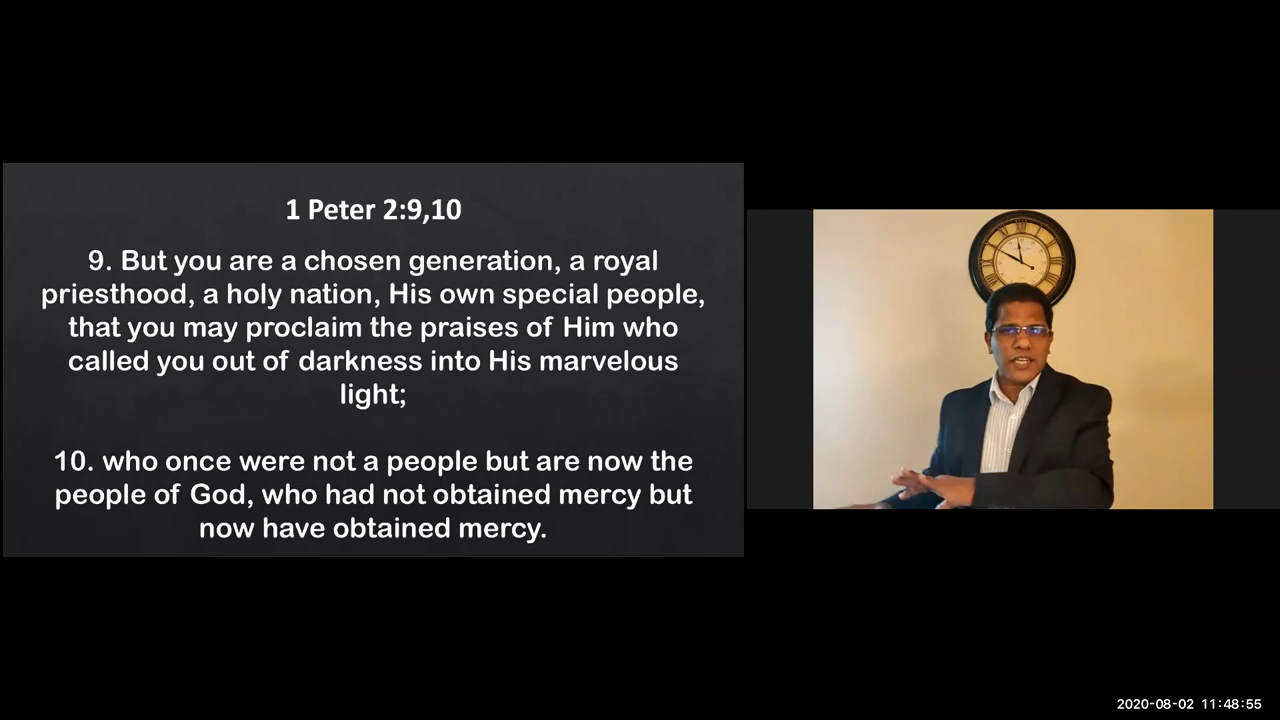 1 Peter 2:9,10
9. But you are a chosen generation, a royal
priesthood, a holy nation, His own special people,
that you may proclaim the praises of Him who
called you out of darkness into His marvelous
light;
10. who once were not a people but are now the
people of God, who had not obtained mercy but
now have obtained mercy.
2020-08-02 11:48:55